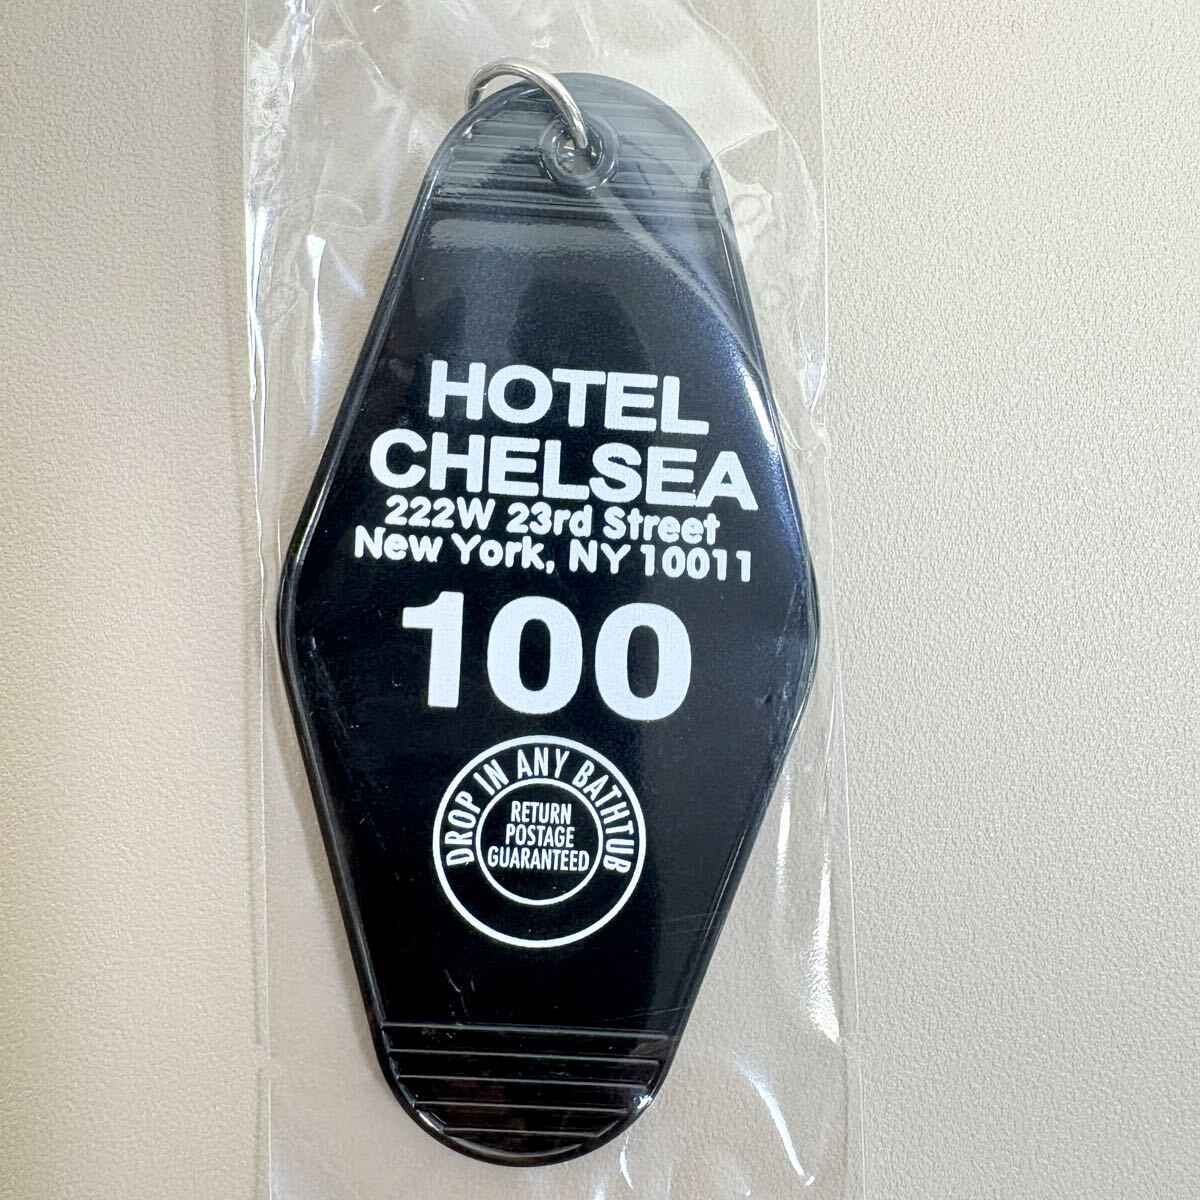 HOTEL
CHELSEA
222W 23rd Street
New York, NY 10011
100
DROP IN ANY BATHTUB
RETURN
POSTAGE
GUARANTEED